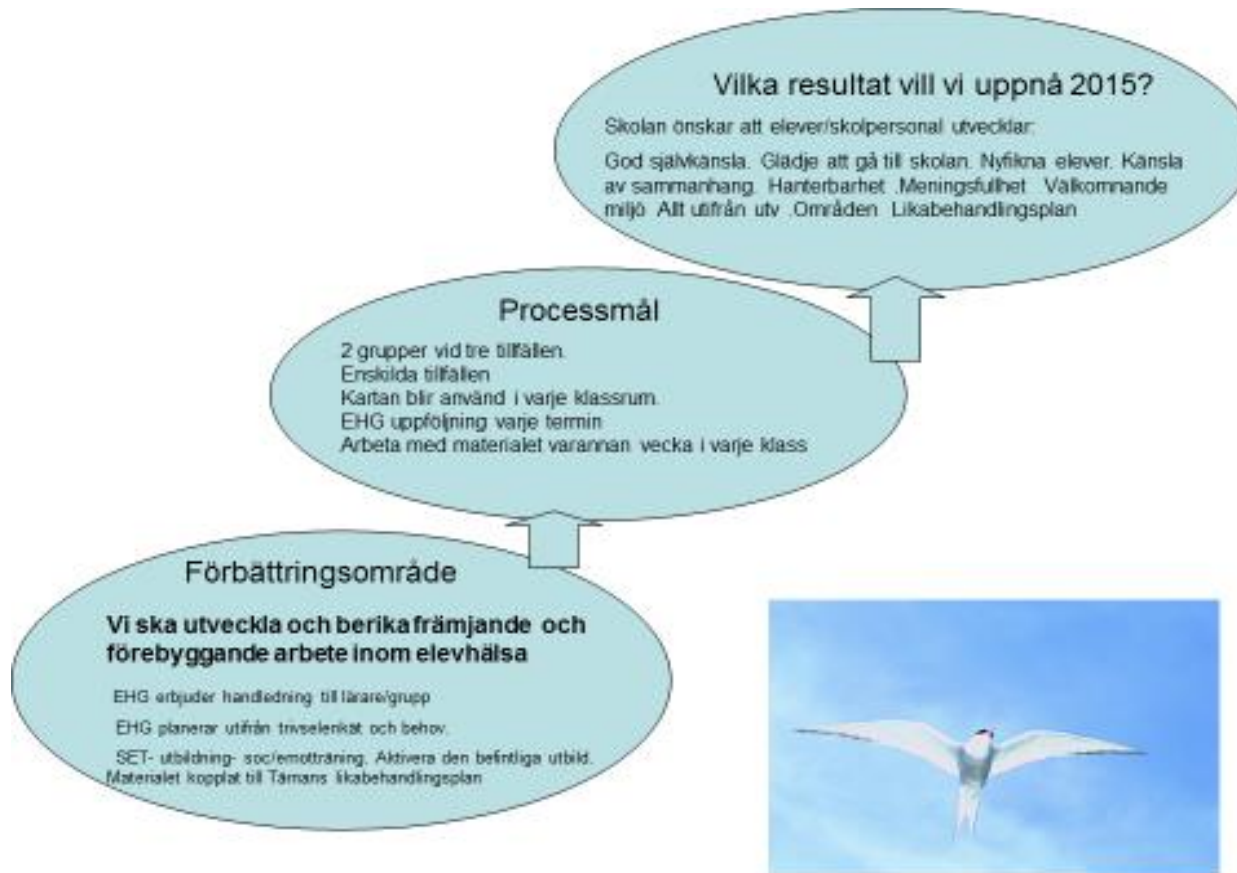 Vilka resultat vill vi uppnå 2015?
Skolan önskar att elever/skolpersonal utvecklar:
God självkänsla. Glädje att gå till skolan. Nyfikna elever. Känsla
av sammanhang. Hanterbarhet .Meningsfullhet Välkomnande
miljö Allt utifrån utv .Områden Likabehandlingsplan
Processmål
2 grupper vid tre tillfällen.
Enskilda tillfällen
Kartan blir använd i varje klassrum.
EHG uppföljning varje termin
Arbeta med materialet varannan vecka i varje klass
Förbättringsområde
Vi ska utveckla och berika främjande och
förebyggande arbete inom elevhälsa
EHG erbjuder handledning till lärare/grupp
EHG planerar utifrån trivselenkät och behov.
SET- utbildning- soc/emotträning. Aktivera den befintliga utbild.
Materialet kopplat till Tärnans likabehandlingsplan